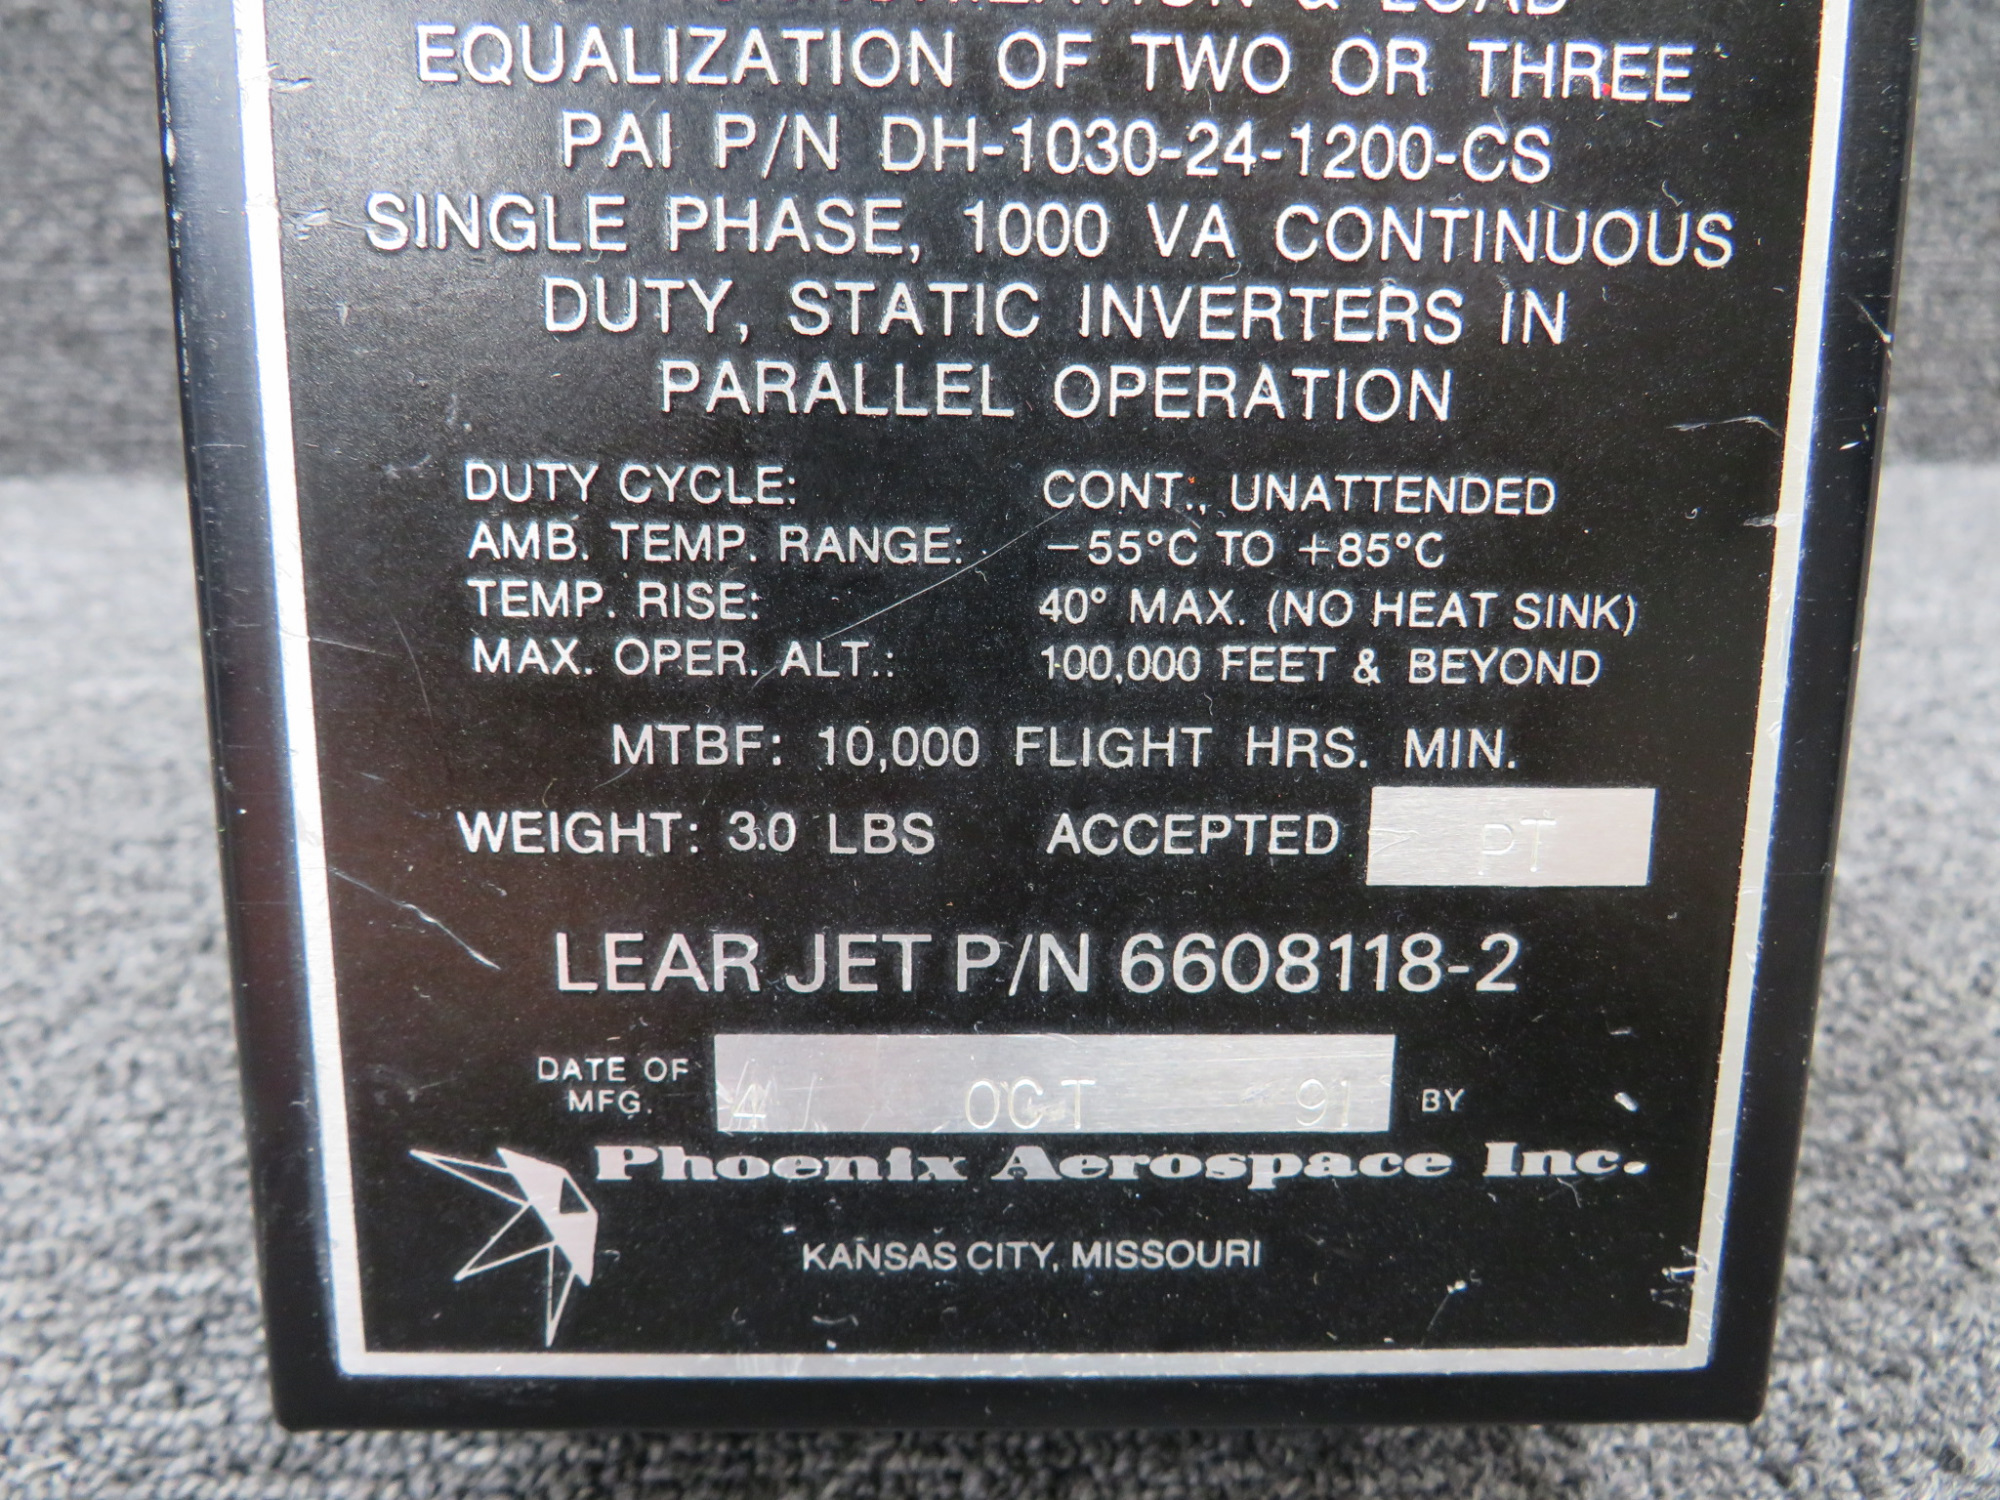 & LOAD
EQUALIZATION OF TWO OR THREE
PAI P/N DH-1030-24-1200-CS
SINGLE PHASE, 1000 VA CONTINUOUS
DUTY, STATIC INVERTERS IN
PARALLEL OPERATION
DUTY CYCLE: CONT., UNATTENDED
AMB. TEMP. RANGE: −55°C TO +85°C
TEMP. RISE: 40° MAX. (NO HEAT SINK)
MAX. OPER. ALT.: 100,000 FEET & BEYOND
MTBF: 10,000 FLIGHT HRS. MIN.
WEIGHT: 3.0 LBS ACCEPTED PT
LEAR JET P/N 6608118-2
DATE OF
MFG. 4 OCT 91 BY
Phoenix Aerospace Inc.
KANSAS CITY, MISSOURI